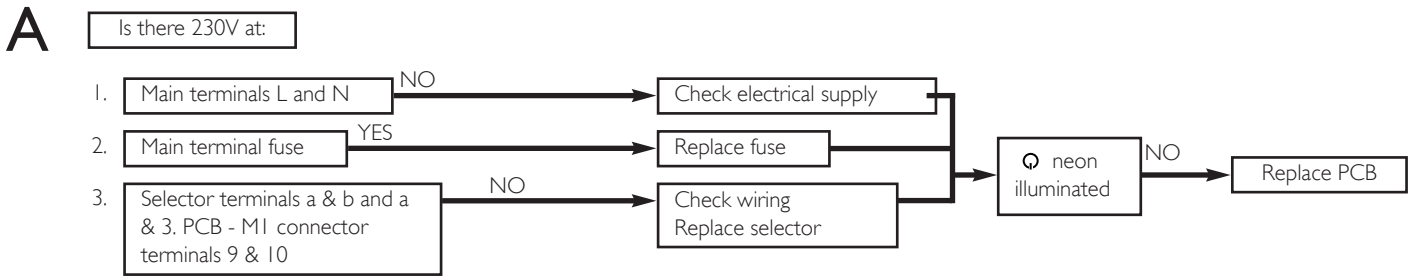 A
Is there 230V at:
1. Main terminals L and N
NO
Check electrical supply
2. Main terminal fuse
YES
Replace fuse
3. Selector terminals a & b and a
& 3. PCB - M1 connector
terminals 9 & 10
NO
Check wiring
Replace selector
neon
illuminated
NO
Replace PCB